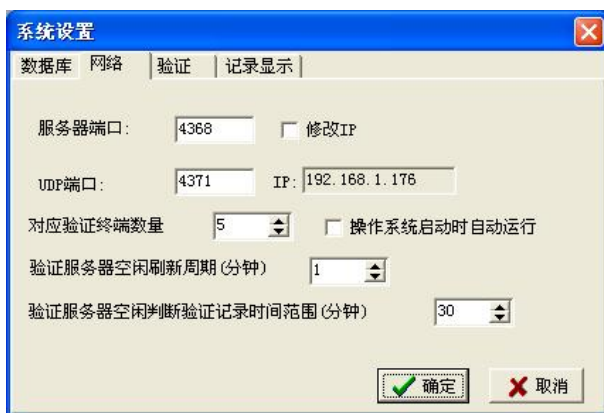 系统设置
数据库 网络 验证 记录显示
服务器端口: 4368 修改IP
UDP端口: 4371 IP: 192.168.1.176
对应验证终端数量 5 操作系统启动时自动运行
验证服务器空闲刷新周期(分钟) 1
验证服务器空闲判断验证记录时间范围(分钟) 30
确定 取消